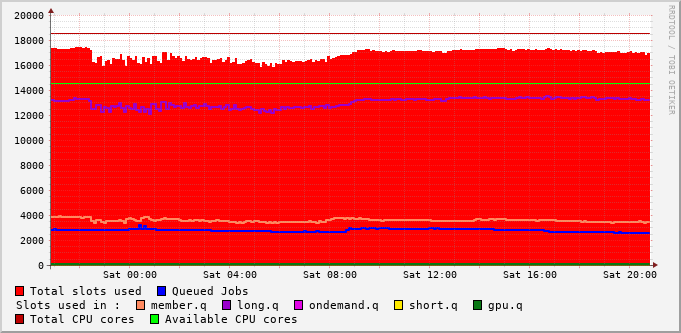 RRDTOOL / TOBI OETIKER
20000
18000
16000
14000
12000
10000
8000
6000
4000
2000
0
Sat 00:00 Sat 04:00 Sat 08:00 Sat 12:00 Sat 16:00 Sat 20:00
Total slots used Queued Jobs
Slots used in : member.q long.q ondemand.q short.q gpu.q
Total CPU cores Available CPU cores